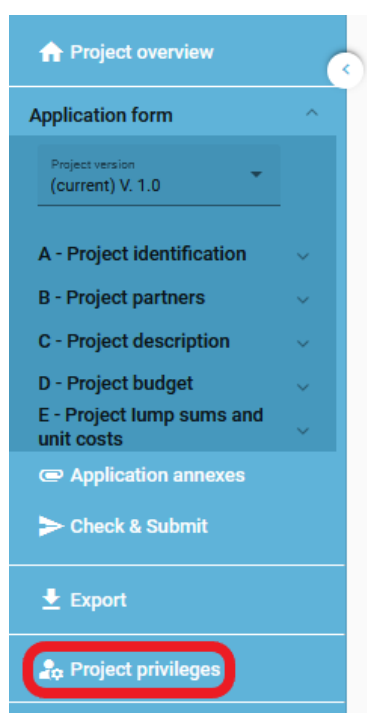 Project overview
Application form
Project version
(current) V. 1.0
A - Project identification
B - Project partners
C - Project description
D - Project budget
E - Project lump sums and
unit costs
Application annexes
Check & Submit
Export
Project privileges